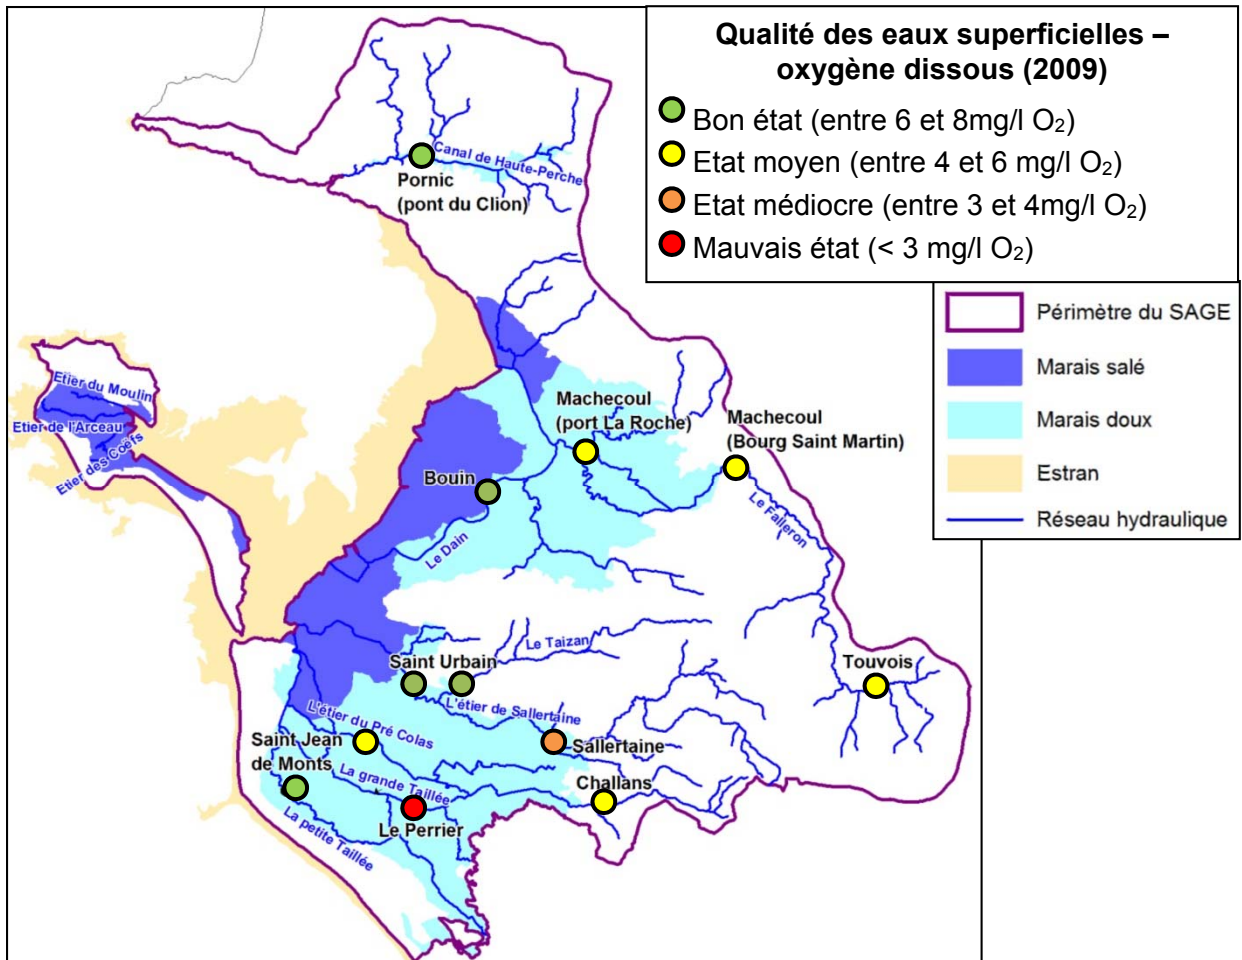 Qualité des eaux superficielles –
oxygène dissous (2009)
Bon état (entre 6 et 8mg/l O₂)
Etat moyen (entre 4 et 6 mg/l O₂)
Etat médiocre (entre 3 et 4mg/l O₂)
Mauvais état (< 3 mg/l O₂)
Périmètre du SAGE
Marais salé
Marais doux
Estran
Réseau hydraulique
Canal de Haute-Perche
Pornic
(pont du Clion)
Etier du Moulin
Etier de l'Arceau
Etier des Coëfs
Machecoul
(port La Roche)
Machecoul
(Bourg Saint Martin)
Bouin
Le Falleron
Le Dain
Le Taizan
Saint Urbain
Touvois
L'étier de Sallertaine
L'étier du Pré Colas
Saint Jean
de Monts
Sallertaine
La grande Taillée
Challans
Le Perrier
La petite Taillée